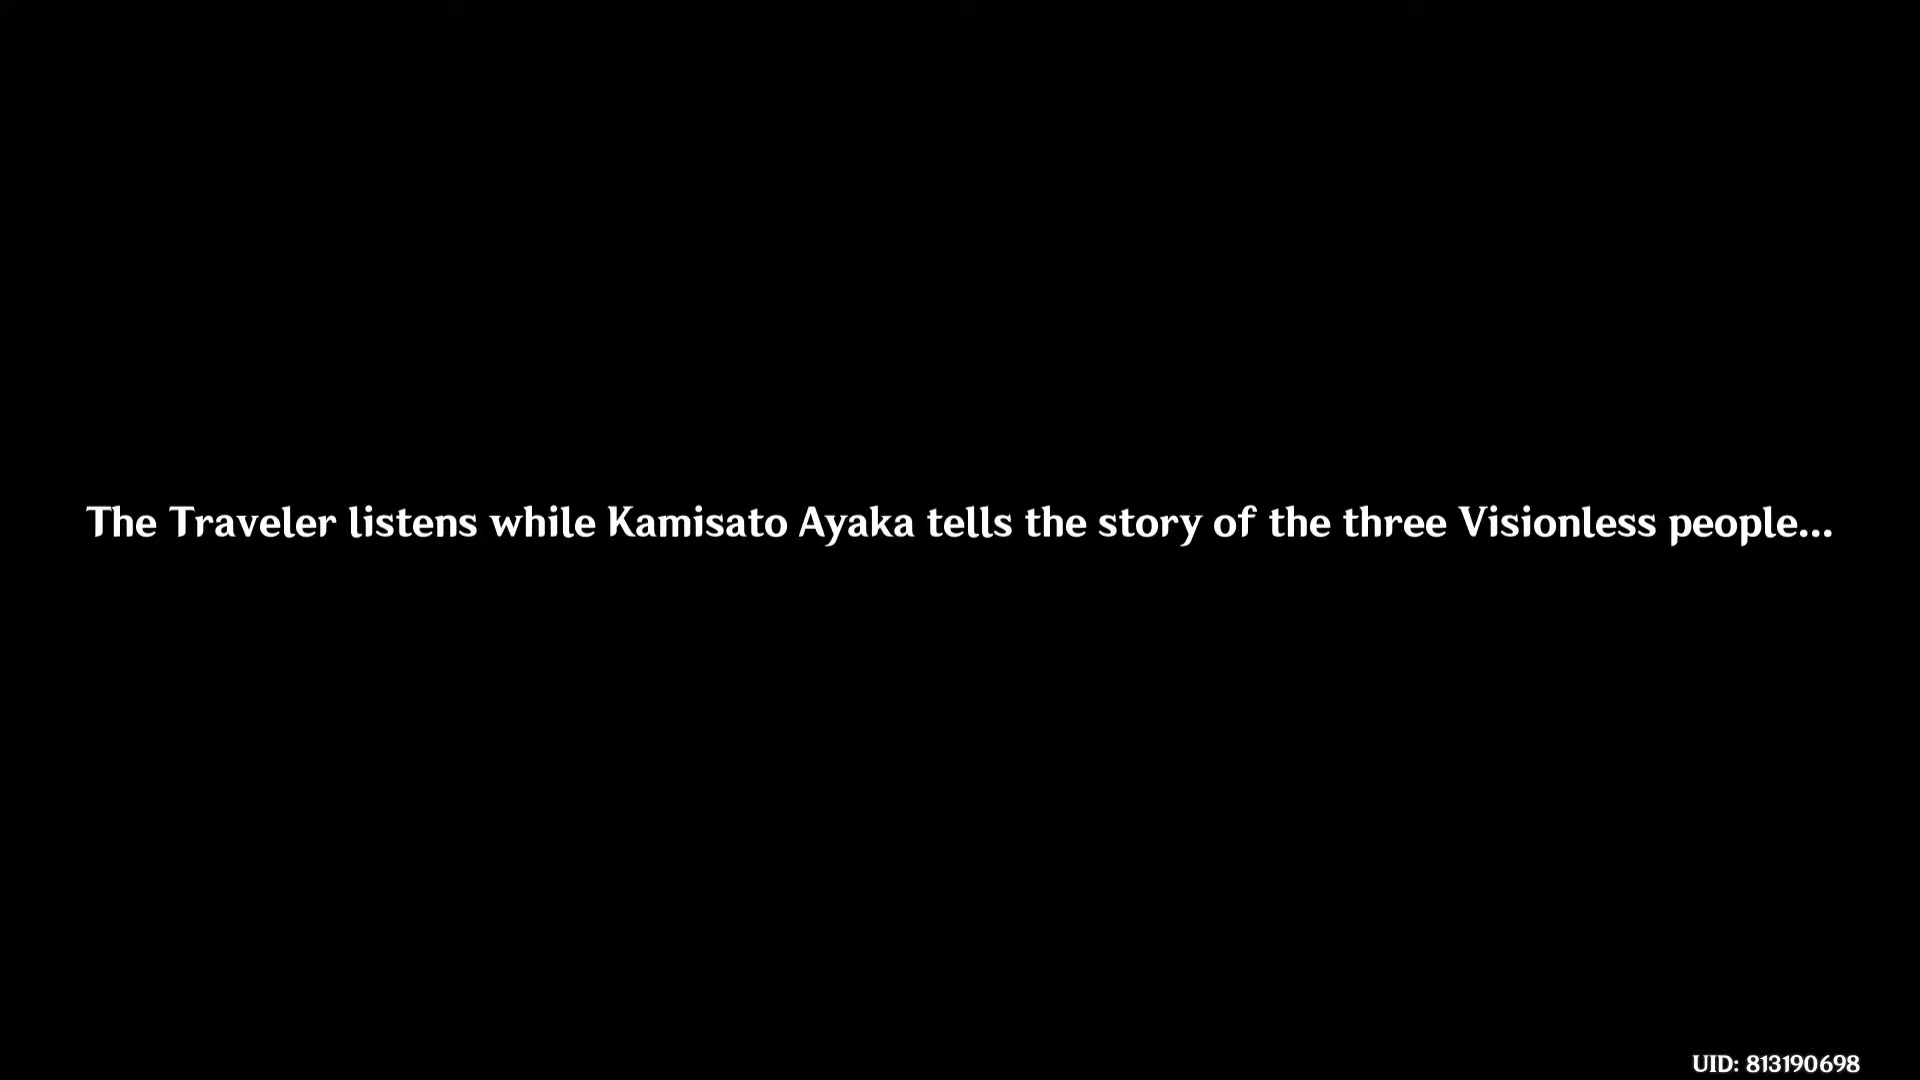 The Traveler listens while Kamisato Ayaka tells the story of the three Visionless people...
UID: 813190698